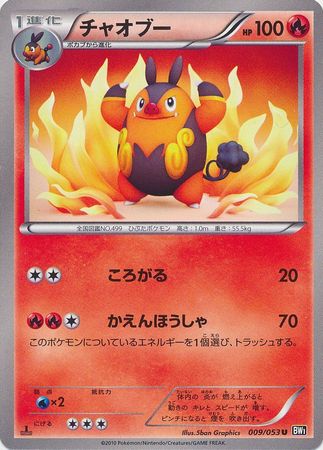 1進化
チャオブー
HP100
ポカブから進化
全国図鑑NO.499 ひぶたポケモン 高さ：1.0m 重さ：55.5kg
ころがる 20
かえんほうしゃ 70
このポケモンについているエネルギーを1個選び、トラッシュする。
弱点 抵抗力
×2
にげる
体内の 炎が 燃え上がると
動きの キレと スピードが 増す。
ピンチに なると 煙を だす。
Illus.5ban Graphics
009/053 U BW1
©2010 Pokémon/Nintendo/Creatures/GAME FREAK.